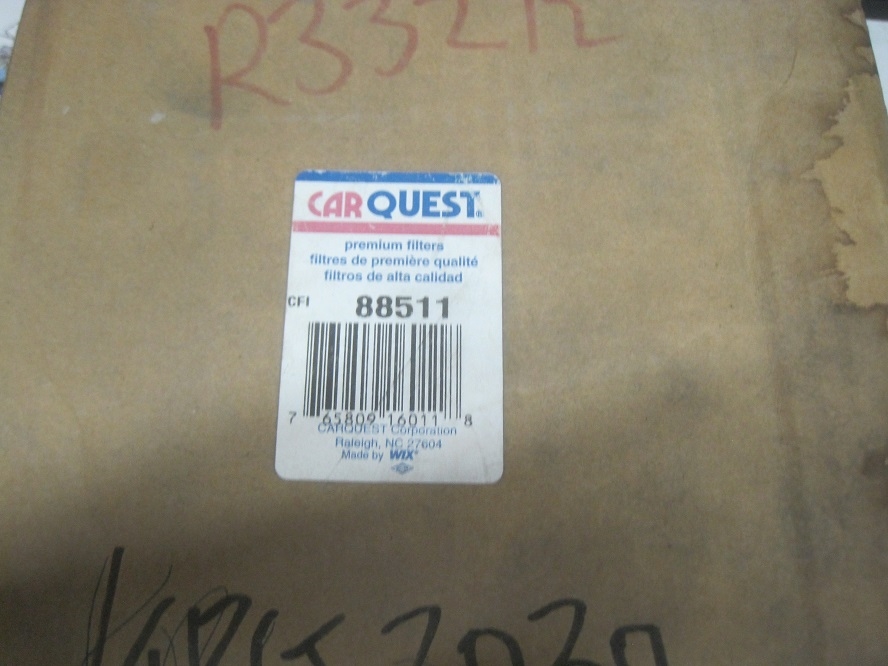 R332R
CARQUEST®
premium filters
filtres de première qualité
filtros de alta calidad
CFI 88511
7 65809 16011 8
CARQUEST Corporation
Raleigh, NC 27604
Made by WIX®